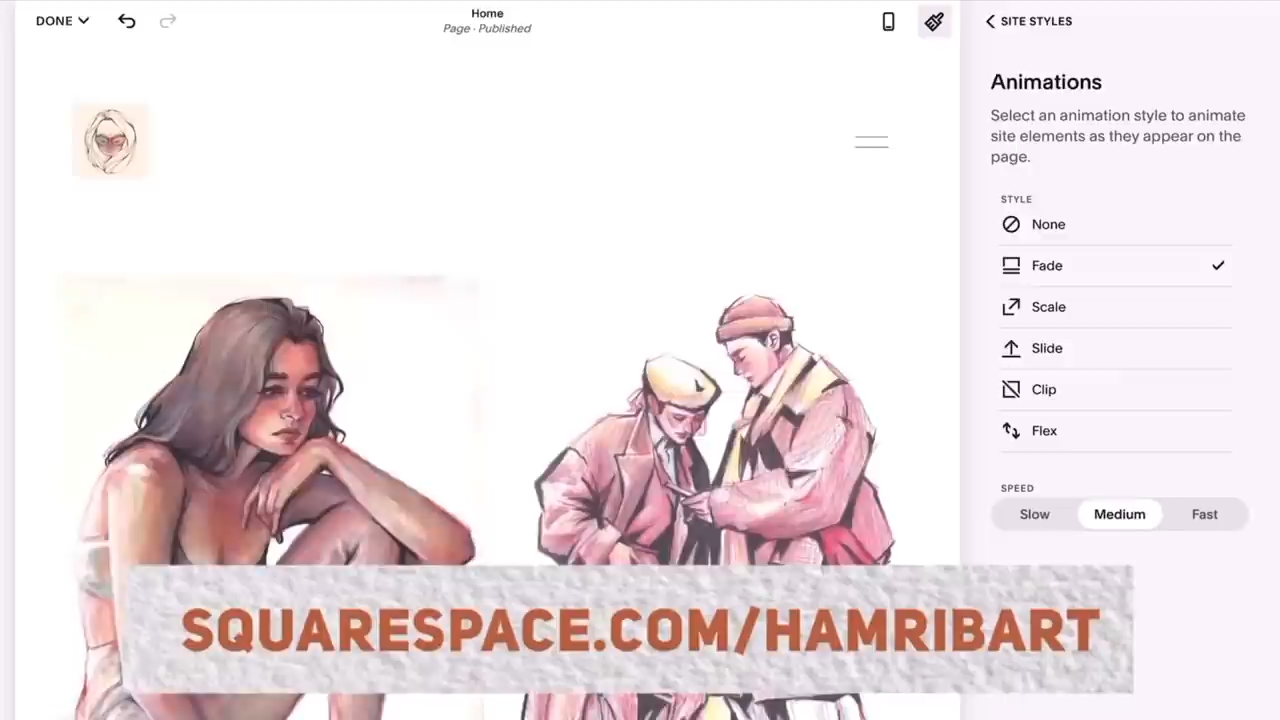 DONE
Home
Page · Published
SITE STYLES
Animations
Select an animation style to animate
site elements as they appear on the
page.
STYLE
None
Fade
Scale
Slide
Clip
Flex
SPEED
Slow Medium Fast
SQUARESPACE.COM/HAMRIBART